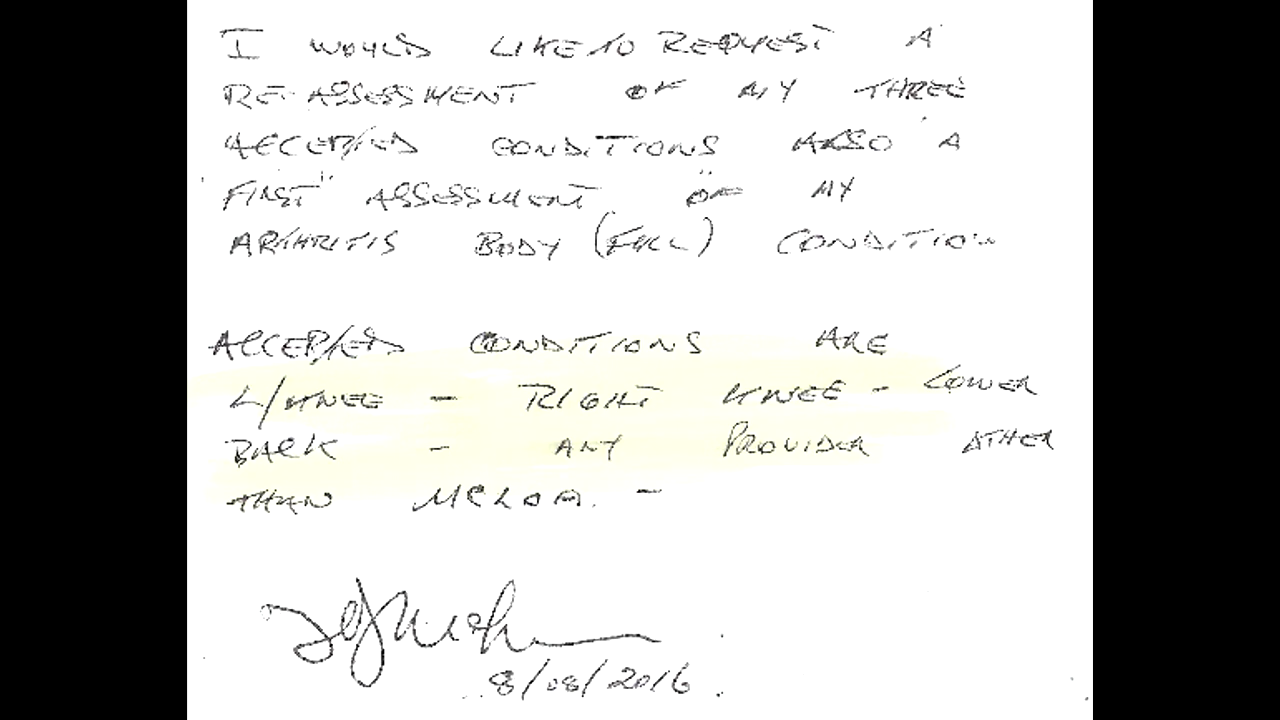 I WOULD LIKE TO REQUEST A
RE-ASSESSMENT OF MY THREE
ACCEPTED CONDITIONS ALSO A
FIRST ASSESSMENT OF MY
ARTHRITIS BODY (FULL) CONDITION
ACCEPTED CONDITIONS ARE
L/KNEE - RIGHT KNEE - LOWER
BACK - ANY PROVIDER OTHER
THAN -
8/08/2016.